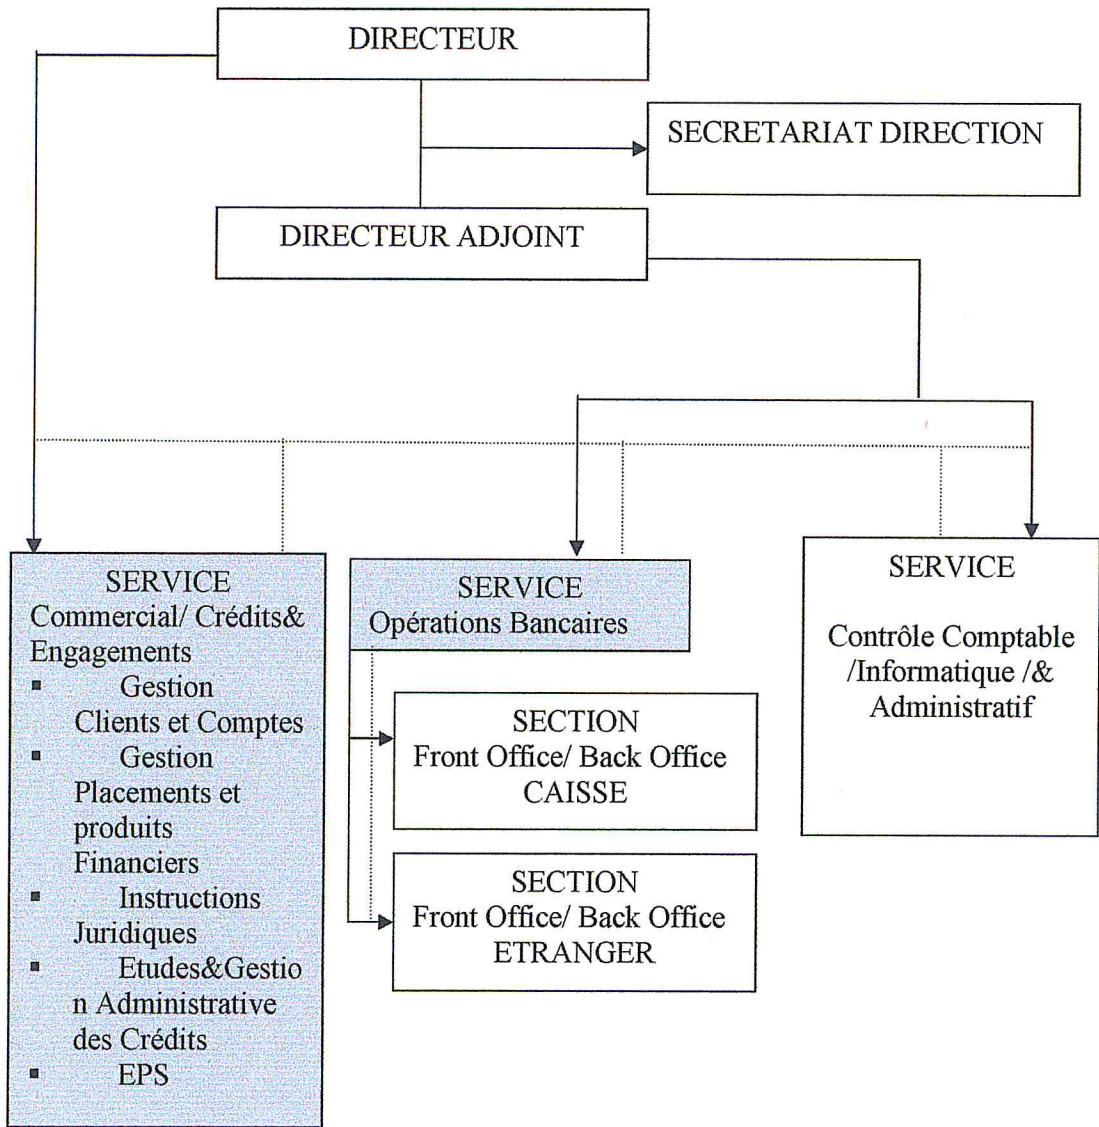 DIRECTEUR
SECRETARIAT DIRECTION
DIRECTEUR ADJOINT
SERVICE
Commercial/ Crédits&
Engagements
▪ Gestion
Clients et Comptes
▪ Gestion
Placements et
produits
Financiers
▪ Instructions
Juridiques
▪ Etudes&Gestio
n Administrative
des Crédits
▪ EPS
SERVICE
Opérations Bancaires
SECTION
Front Office/ Back Office
CAISSE
SECTION
Front Office/ Back Office
ETRANGER
SERVICE
Contrôle Comptable
/Informatique /&
Administratif